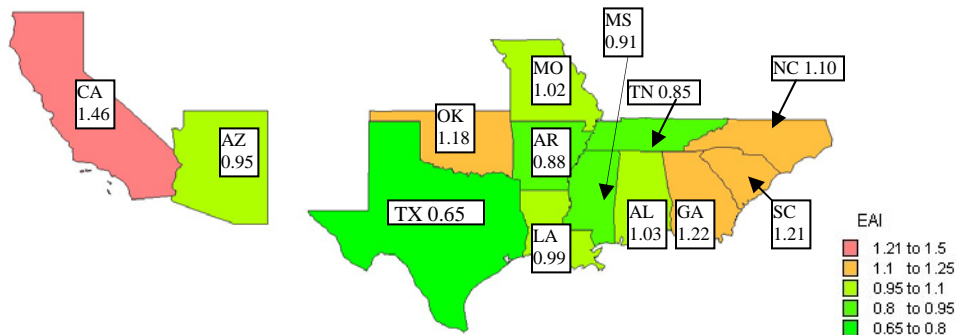 CA
1.46
AZ
0.95
OK
1.18
TX 0.65
MO
1.02
AR
0.88
LA
0.99
MS
0.91
TN 0.85
AL
1.03
GA
1.22
NC 1.10
SC
1.21
EAI
1.21 to 1.5
1.1 to 1.25
0.95 to 1.1
0.8 to 0.95
0.65 to 0.8